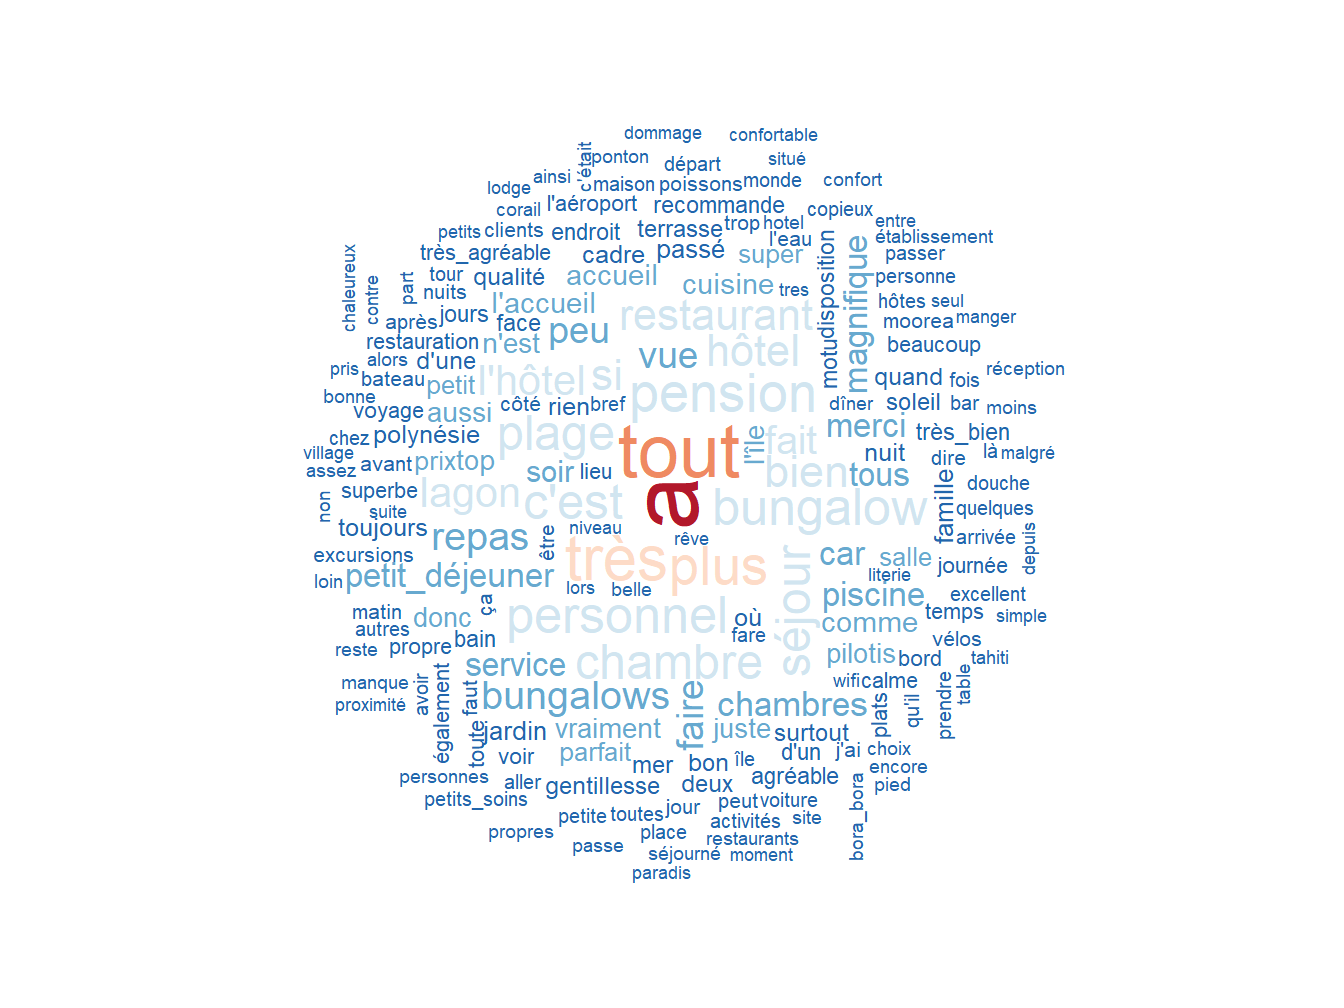 dommage
confortable
c'était
ponton
départ
situé
ainsi
lodge
maison
poissons
monde
confort
corail
l'aéroport
recommande
copieux
petits
clients
endroit
terrasse
trop
hotel
entre
l'eau
établissement
très_agréable
cadre
passé
super
disposition
magnifique
passer
chaleureux
contre
part
tour
qualité
accueil
cuisine
tres
personne
nuits
l'accueil
hôtes
seul
après
jours
face
restaurant
moorea
manger
restauration
n'est
peu
vue
hôtel
motu
beaucoup
pris
alors
d'une
l'hôtel
si
pension
quand
fois
réception
bateau
petit
bonne
voyage
aussi
côté
rien
bref
dîner
soleil
bar
moins
chez
polynésie
plage
tout
l'île
fait
merci
très_bien
village
assez
avant
prixtop
soir
lieu
bien
tous
nuit
dire
là
malgré
non
superbe
suite
lagon
c'est
a
bungalow
famille
douche
quelques
toujours
repas
être
niveau
rêve
arrivée
depuis
excursions
très
plus
séjour
car
salle
literie
journée
loin
petit_déjeuner
lors
belle
piscine
excellent
matin
donc
ça
personnel
où
comme
temps
simple
autres
fare
vélos
reste
propre
bain
service
chambre
pilotis
bord
tahiti
manque
avoir
également
faut
bungalows
faire
chambres
wifi
calme
plats
qu'il
prendre
table
proximité
toute
jardin
vraiment
juste
surtout
voir
parfait
mer
bon
île
d'un
j'ai
choix
personnes
aller
gentillesse
deux
agréable
encore
pied
petits_soins
petite
toutes
jour
peut
voiture
bora_bora
propres
place
activités
site
passe
restaurants
séjourné
moment
paradis